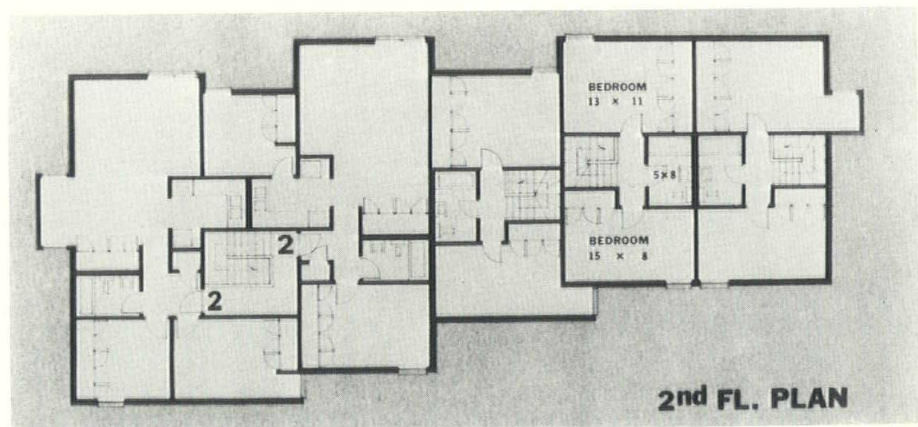 BEDROOM
13 × 11
5×8
2
BEDROOM
15 × 8
2
2nd FL. PLAN